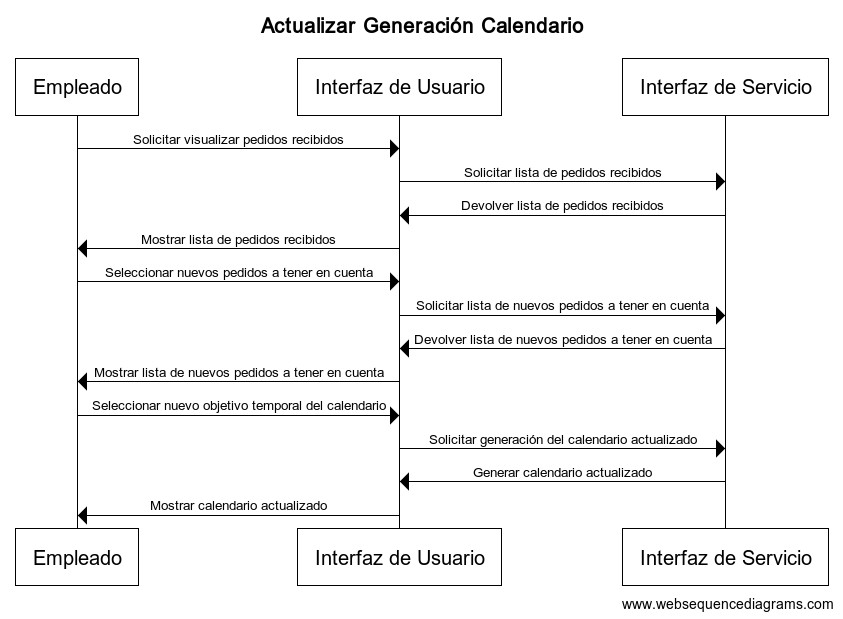 Actualizar Generación Calendario
Empleado
Interfaz de Usuario
Interfaz de Servicio
Solicitar visualizar pedidos recibidos
Solicitar lista de pedidos recibidos
Devolver lista de pedidos recibidos
Mostrar lista de pedidos recibidos
Seleccionar nuevos pedidos a tener en cuenta
Solicitar lista de nuevos pedidos a tener en cuenta
Devolver lista de nuevos pedidos a tener en cuenta
Mostrar lista de nuevos pedidos a tener en cuenta
Seleccionar nuevo objetivo temporal del calendario
Solicitar generación del calendario actualizado
Generar calendario actualizado
Mostrar calendario actualizado
Empleado
Interfaz de Usuario
Interfaz de Servicio
www.websequencediagrams.com